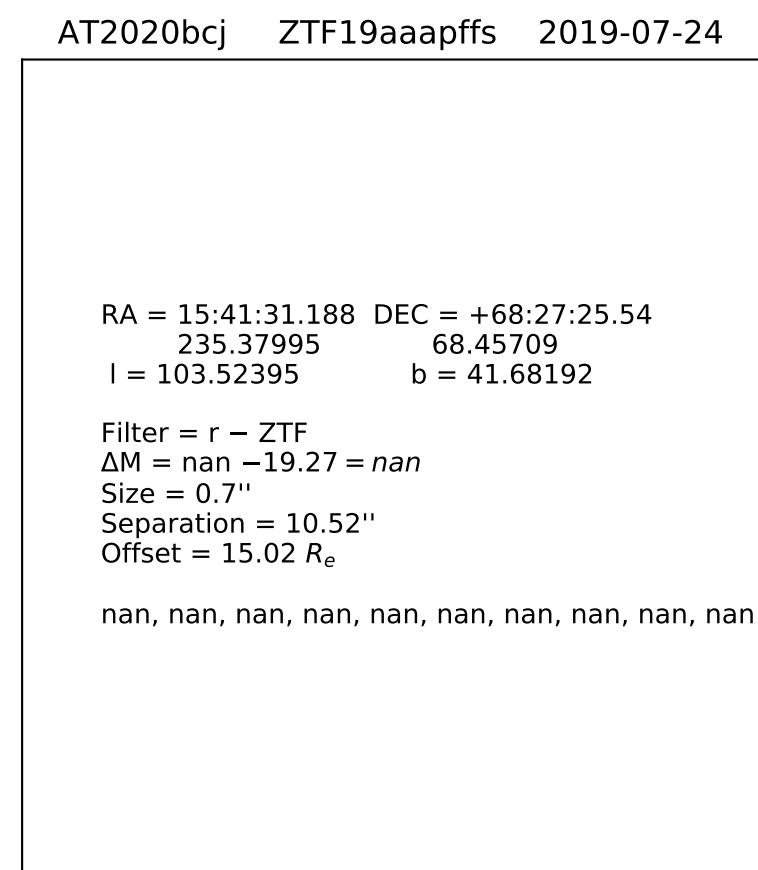 AT2020bcj ZTF19aaapffs 2019-07-24
RA = 15:41:31.188 DEC = +68:27:25.54
235.37995 68.45709
l = 103.52395 b = 41.68192
Filter = r − ZTF
ΔM = nan −19.27 = nan
Size = 0.7''
Separation = 10.52''
Offset = 15.02 Re
nan, nan, nan, nan, nan, nan, nan, nan, nan, nan